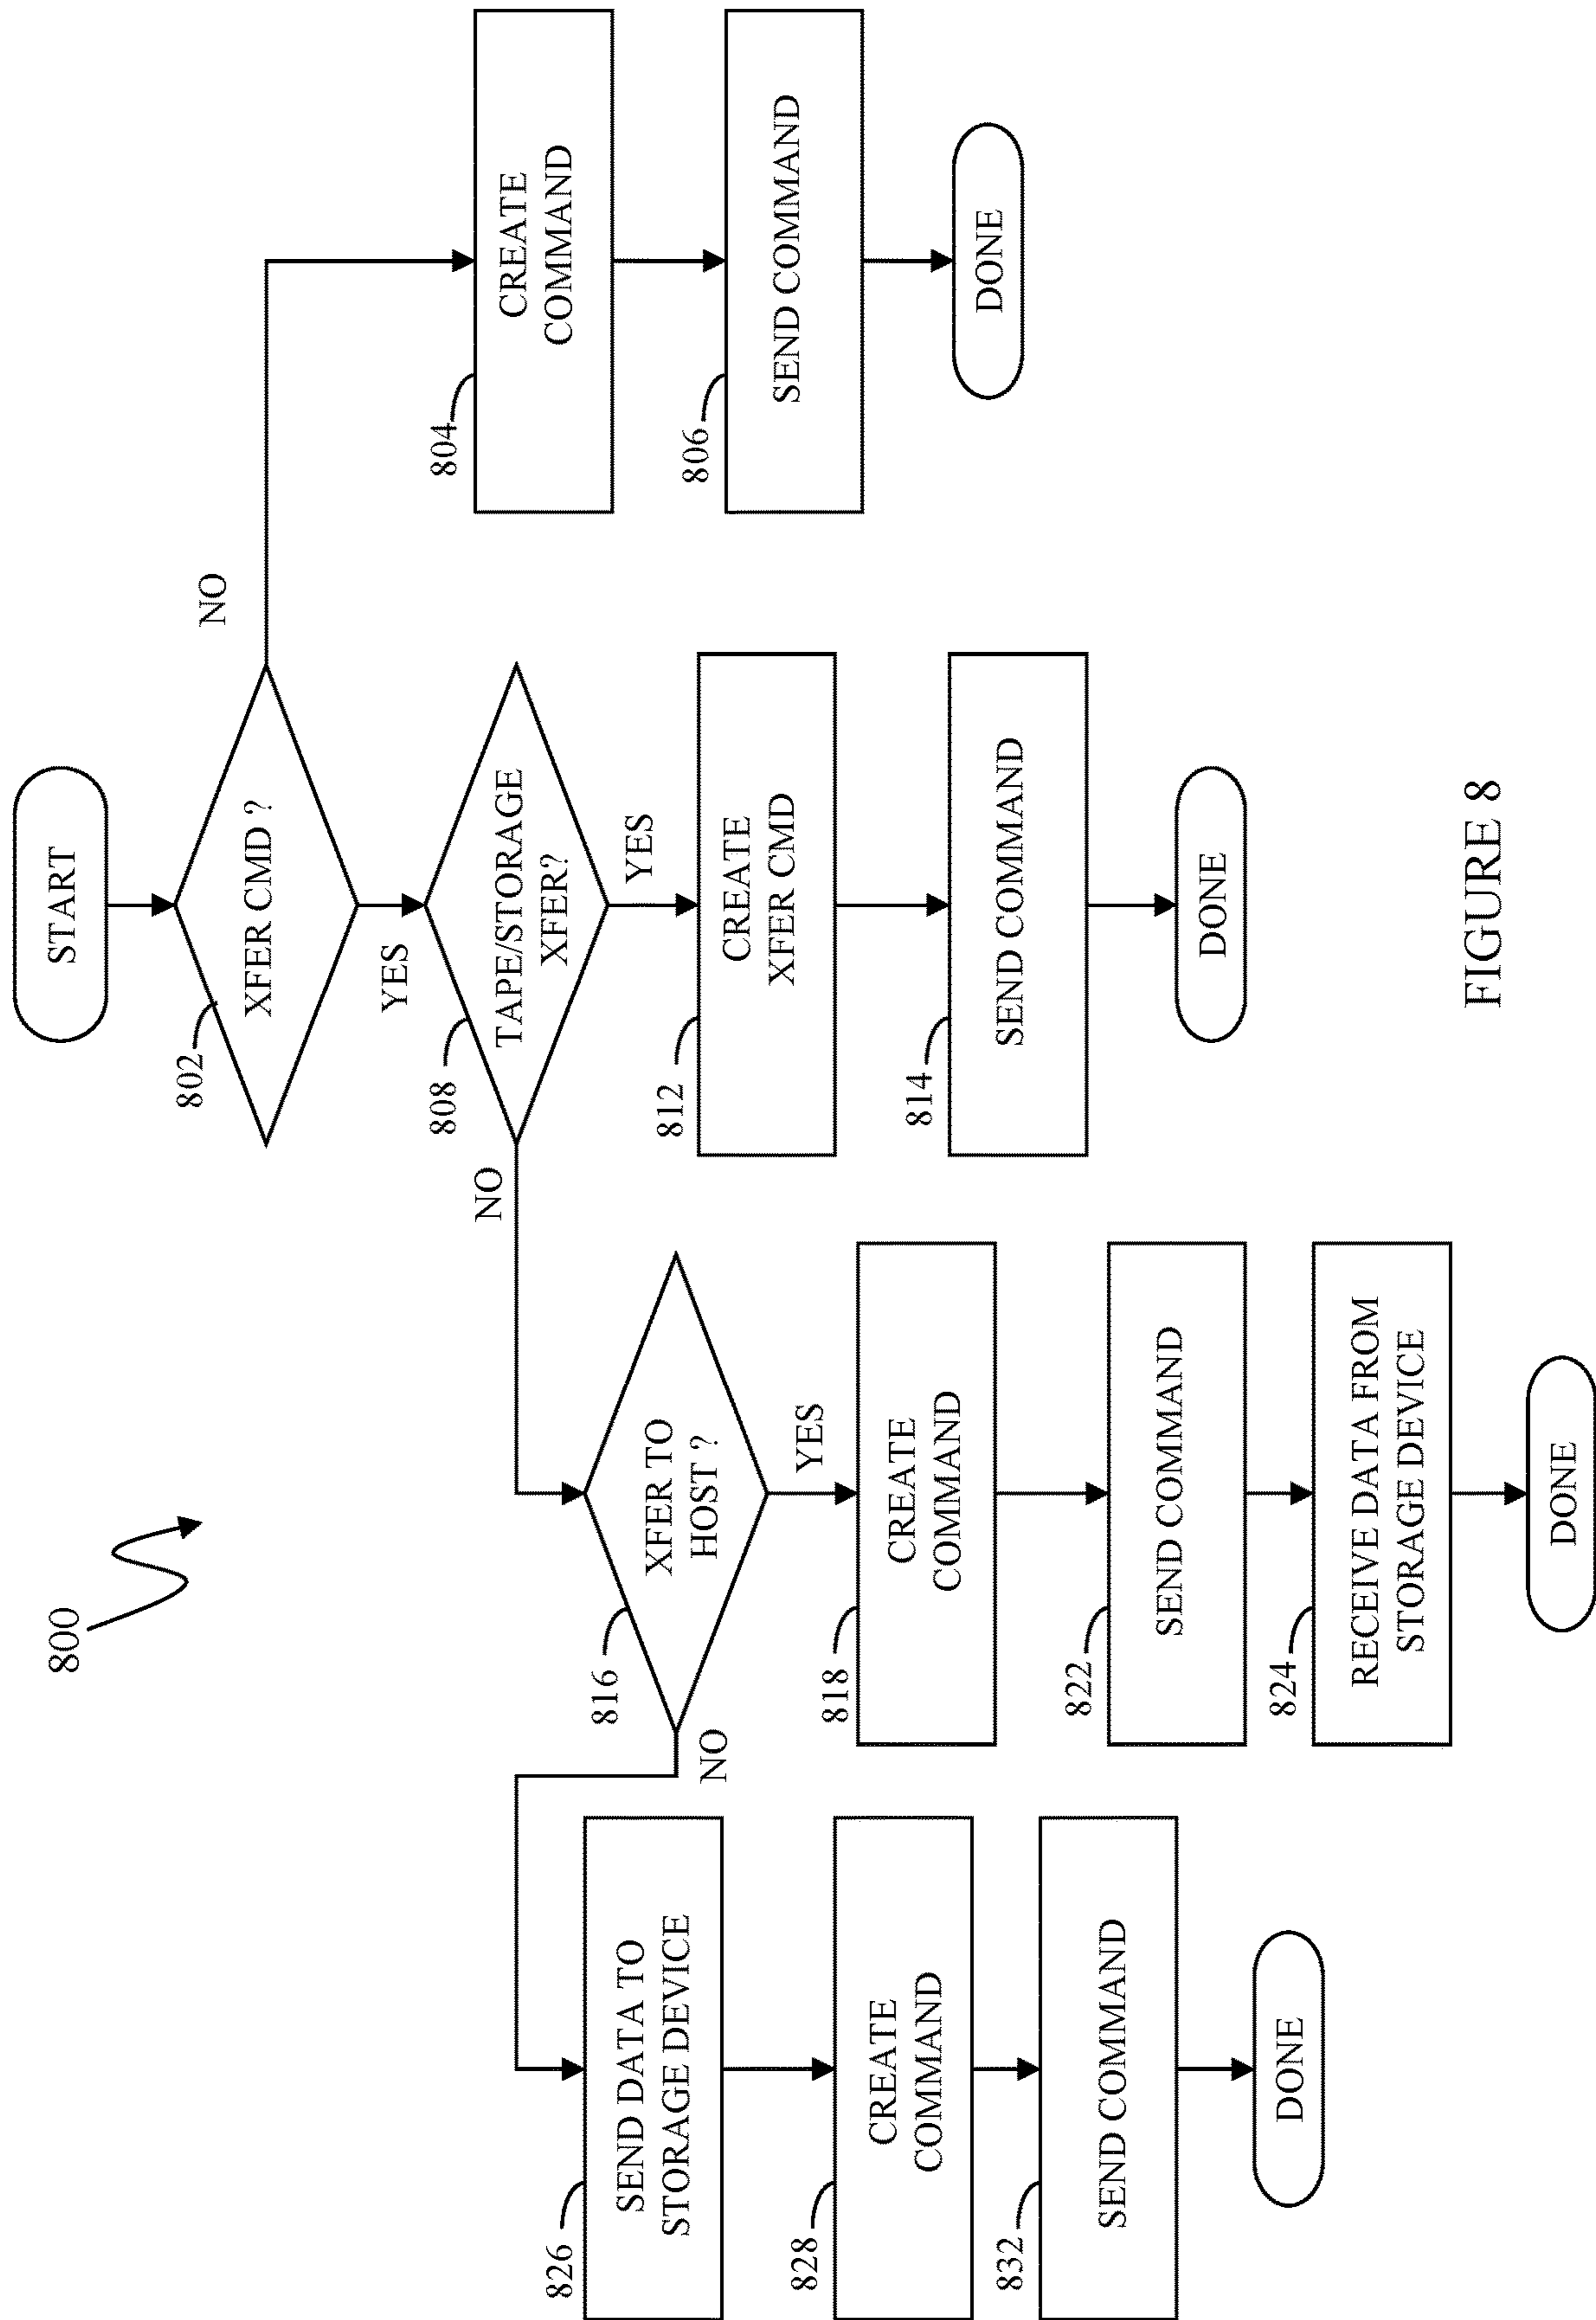 800
START
802
XFER CMD ?
NO
YES
808
TAPE/STORAGE
XFER?
NO
YES
804
CREATE
COMMAND
806
SEND COMMAND
DONE
812
CREATE
XFER CMD
814
SEND COMMAND
DONE
816
XFER TO
HOST ?
NO
YES
818
CREATE
COMMAND
822
SEND COMMAND
824
RECEIVE DATA FROM
STORAGE DEVICE
DONE
826
SEND DATA TO
STORAGE DEVICE
828
CREATE
COMMAND
832
SEND COMMAND
DONE
FIGURE 8